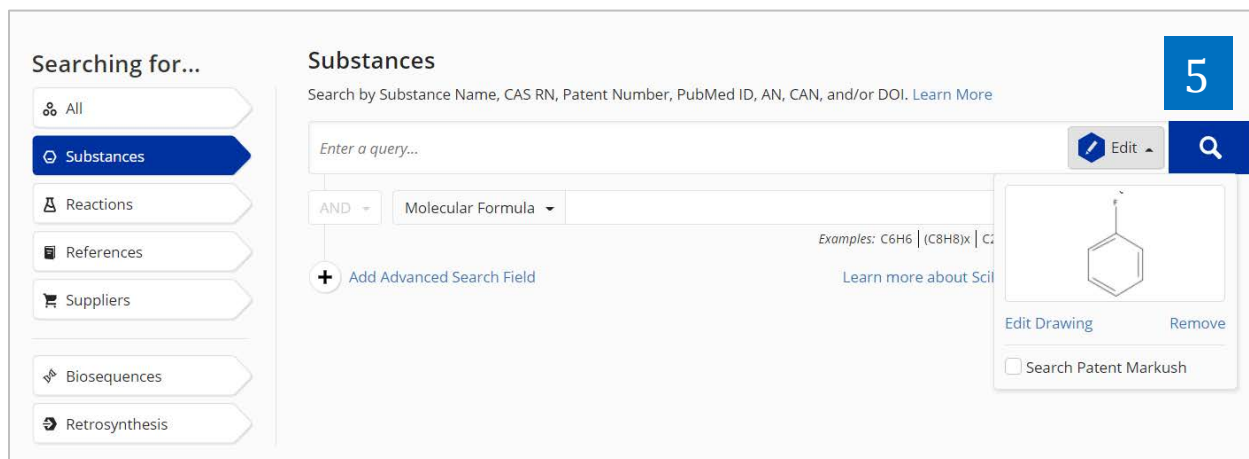 Searching for...
All
Substances
Reactions
References
Suppliers
Biosequences
Retrosynthesis
Substances
5
Search by Substance Name, CAS RN, Patent Number, PubMed ID, AN, CAN, and/or DOI. Learn More
Enter a query...
Edit
AND
Molecular Formula
Examples: C6H6 | (C8H8)x |
Add Advanced Search Field
Learn more about
Edit Drawing
Remove
Search Patent Markush